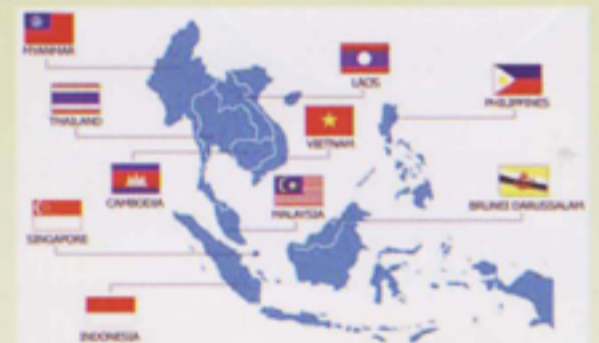 MYANMAR
LAOS
PHILIPPINES
THAILAND
VIETNAM
CAMBODIA
MALAYSIA
BRUNEI DARUSSALAM
SINGAPORE
INDONESIA